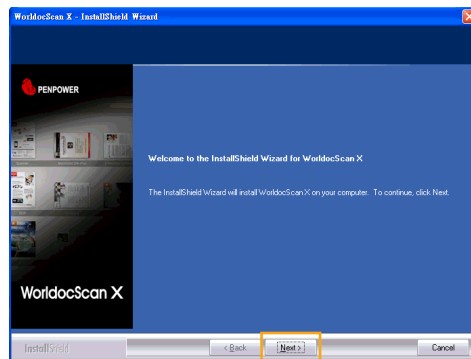 WorldocScan X - InstallShield Wizard
PENPOWER
Welcome to the InstallShield Wizard for WorldocScan X
The InstallShield Wizard will install WorldocScan X on your computer. To continue, click Next.
WorldocScan X
InstallShield
< Back
Next >
Cancel